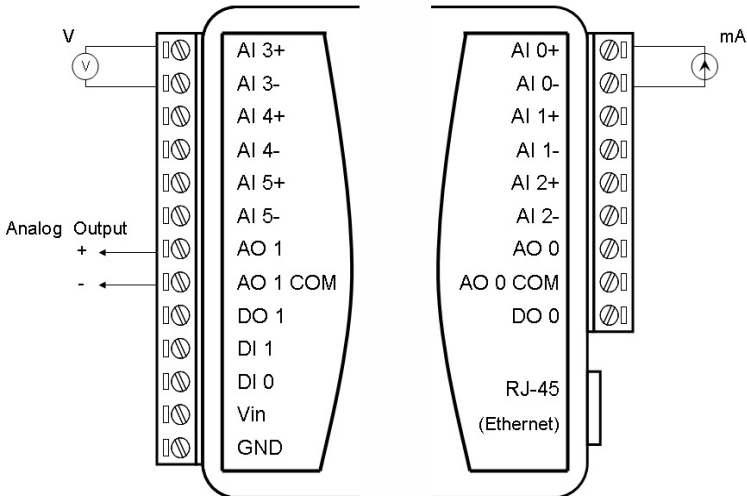 V
V
AI 3+
AI 3-
AI 4+
AI 4-
AI 5+
AI 5-
Analog Output
+
-
AO 1
AO 1 COM
DO 1
DI 1
DI 0
Vin
GND
mA
AI 0+
AI 0-
AI 1+
AI 1-
AI 2+
AI 2-
AO 0
AO 0 COM
DO 0
RJ-45
(Ethernet)